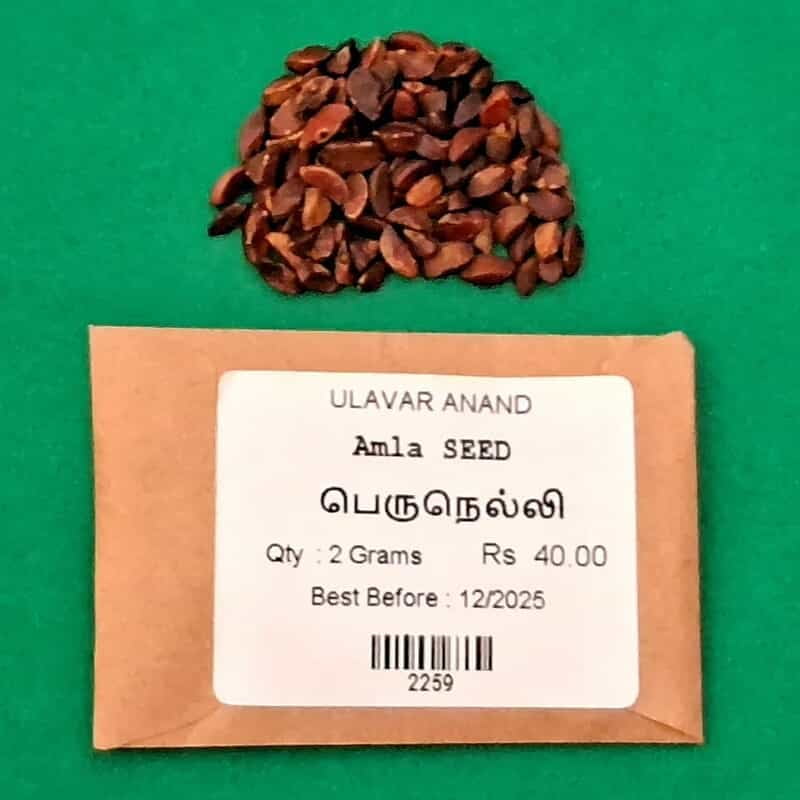 ULAVAR ANAND
Amla SEED
பெருநெல்லி
Qty : 2 Grams Rs 40.00
Best Before : 12/2025
2259